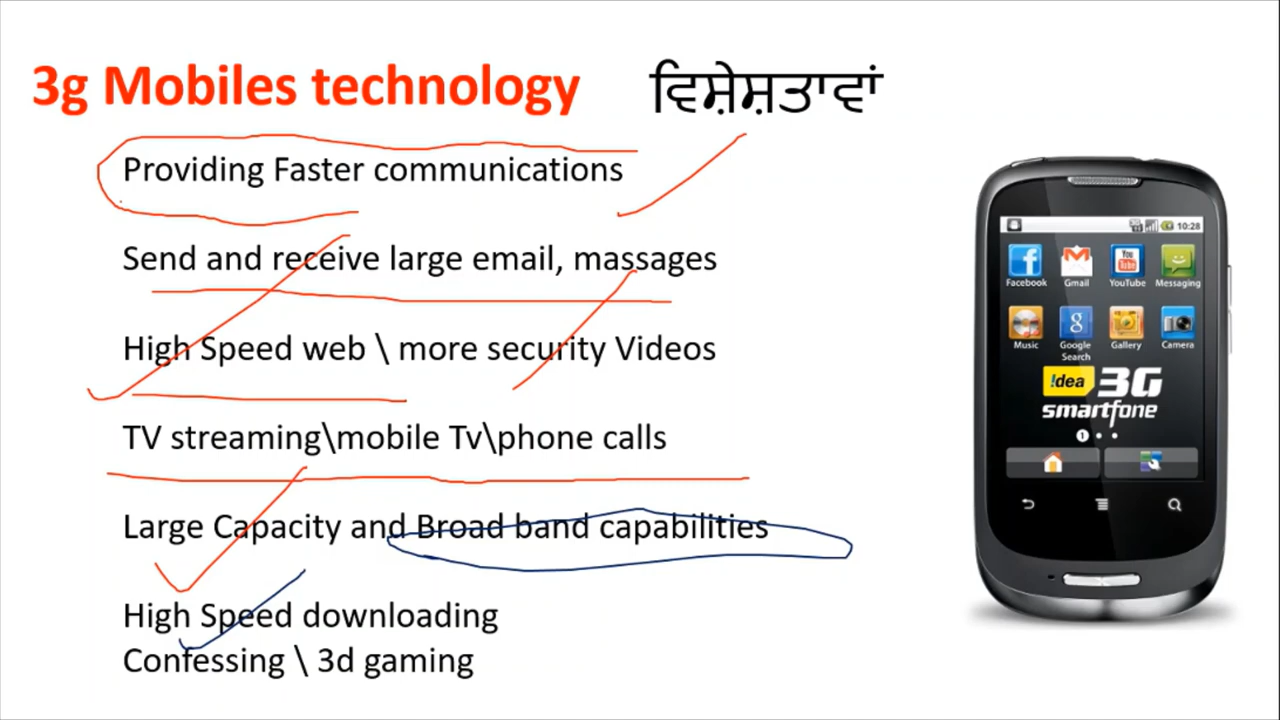 3g Mobiles technology ਵਿਸ਼ੇਸ਼ਤਾਵਾਂ
Providing Faster communications
Send and receive large email, massages
High Speed web \ more security Videos
TV streaming\mobile Tv\phone calls
Large Capacity and Broad band capabilities
High Speed downloading
Confessing \ 3d gaming
10:28
Facebook Gmail YouTube Messaging
Music Google Search Gallery Camera
!dea 3G
smartfone
1